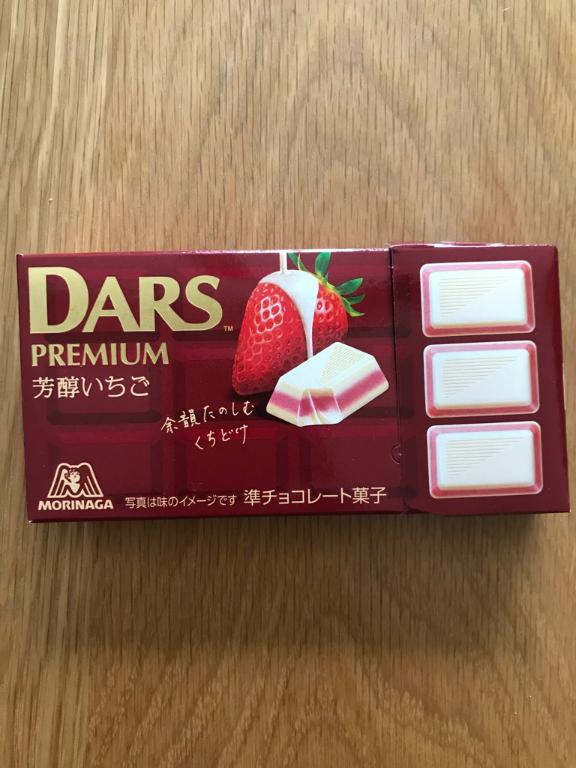 DARS™
PREMIUM
芳醇いちご
余韻たのしむ
くちどけ
MORINAGA
写真は味のイメージです 準チョコレート菓子